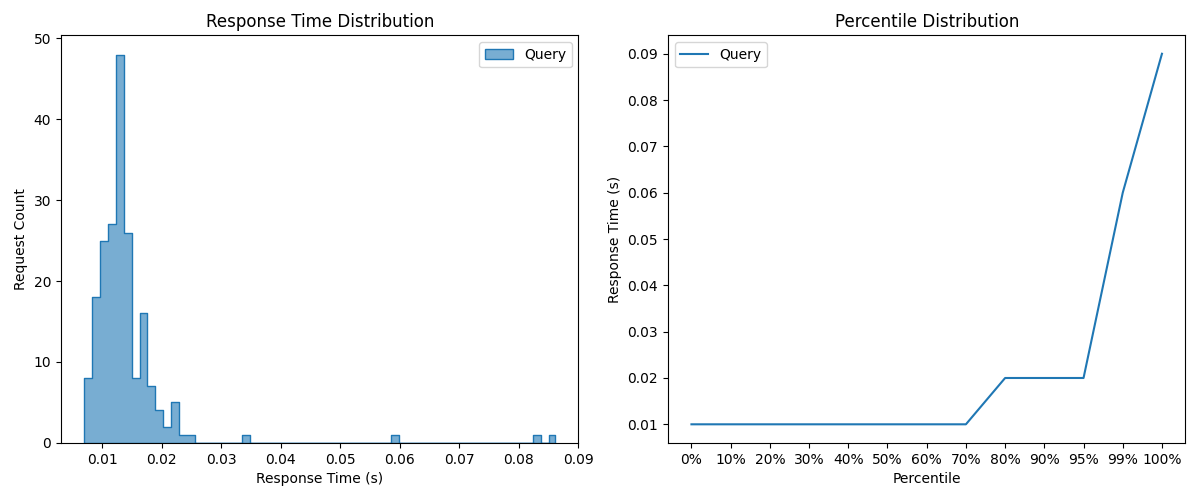 Response Time Distribution
Query
50
40
30
20
10
0
Request Count
0.01 0.02 0.03 0.04 0.05 0.06 0.07 0.08 0.09
Response Time (s)
Percentile Distribution
Query
0.09
0.08
0.07
0.06
0.05
0.04
0.03
0.02
0.01
Response Time (s)
0% 10% 20% 30% 40% 50% 60% 70% 80% 90% 95% 99% 100%
Percentile